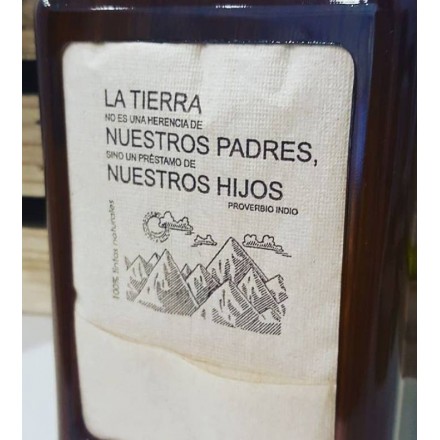 LA TIERRA
NO ES UNA HERENCIA DE
NUESTROS PADRES,
SINO UN PRÉSTAMO DE
NUESTROS HIJOS
PROVERBIO INDIO
100% tintas naturales